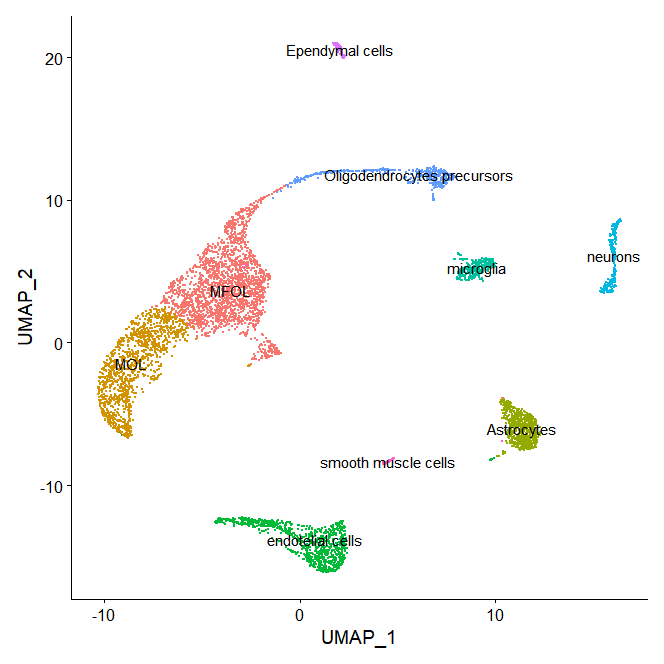 Ependymal cells
20
Oligodendrocytes precursors
10
neurons
microglia
MFOL
UMAP_2
0
MOL
Astrocytes
smooth muscle cells
-10
endotelial cells
-10
0
10
UMAP_1